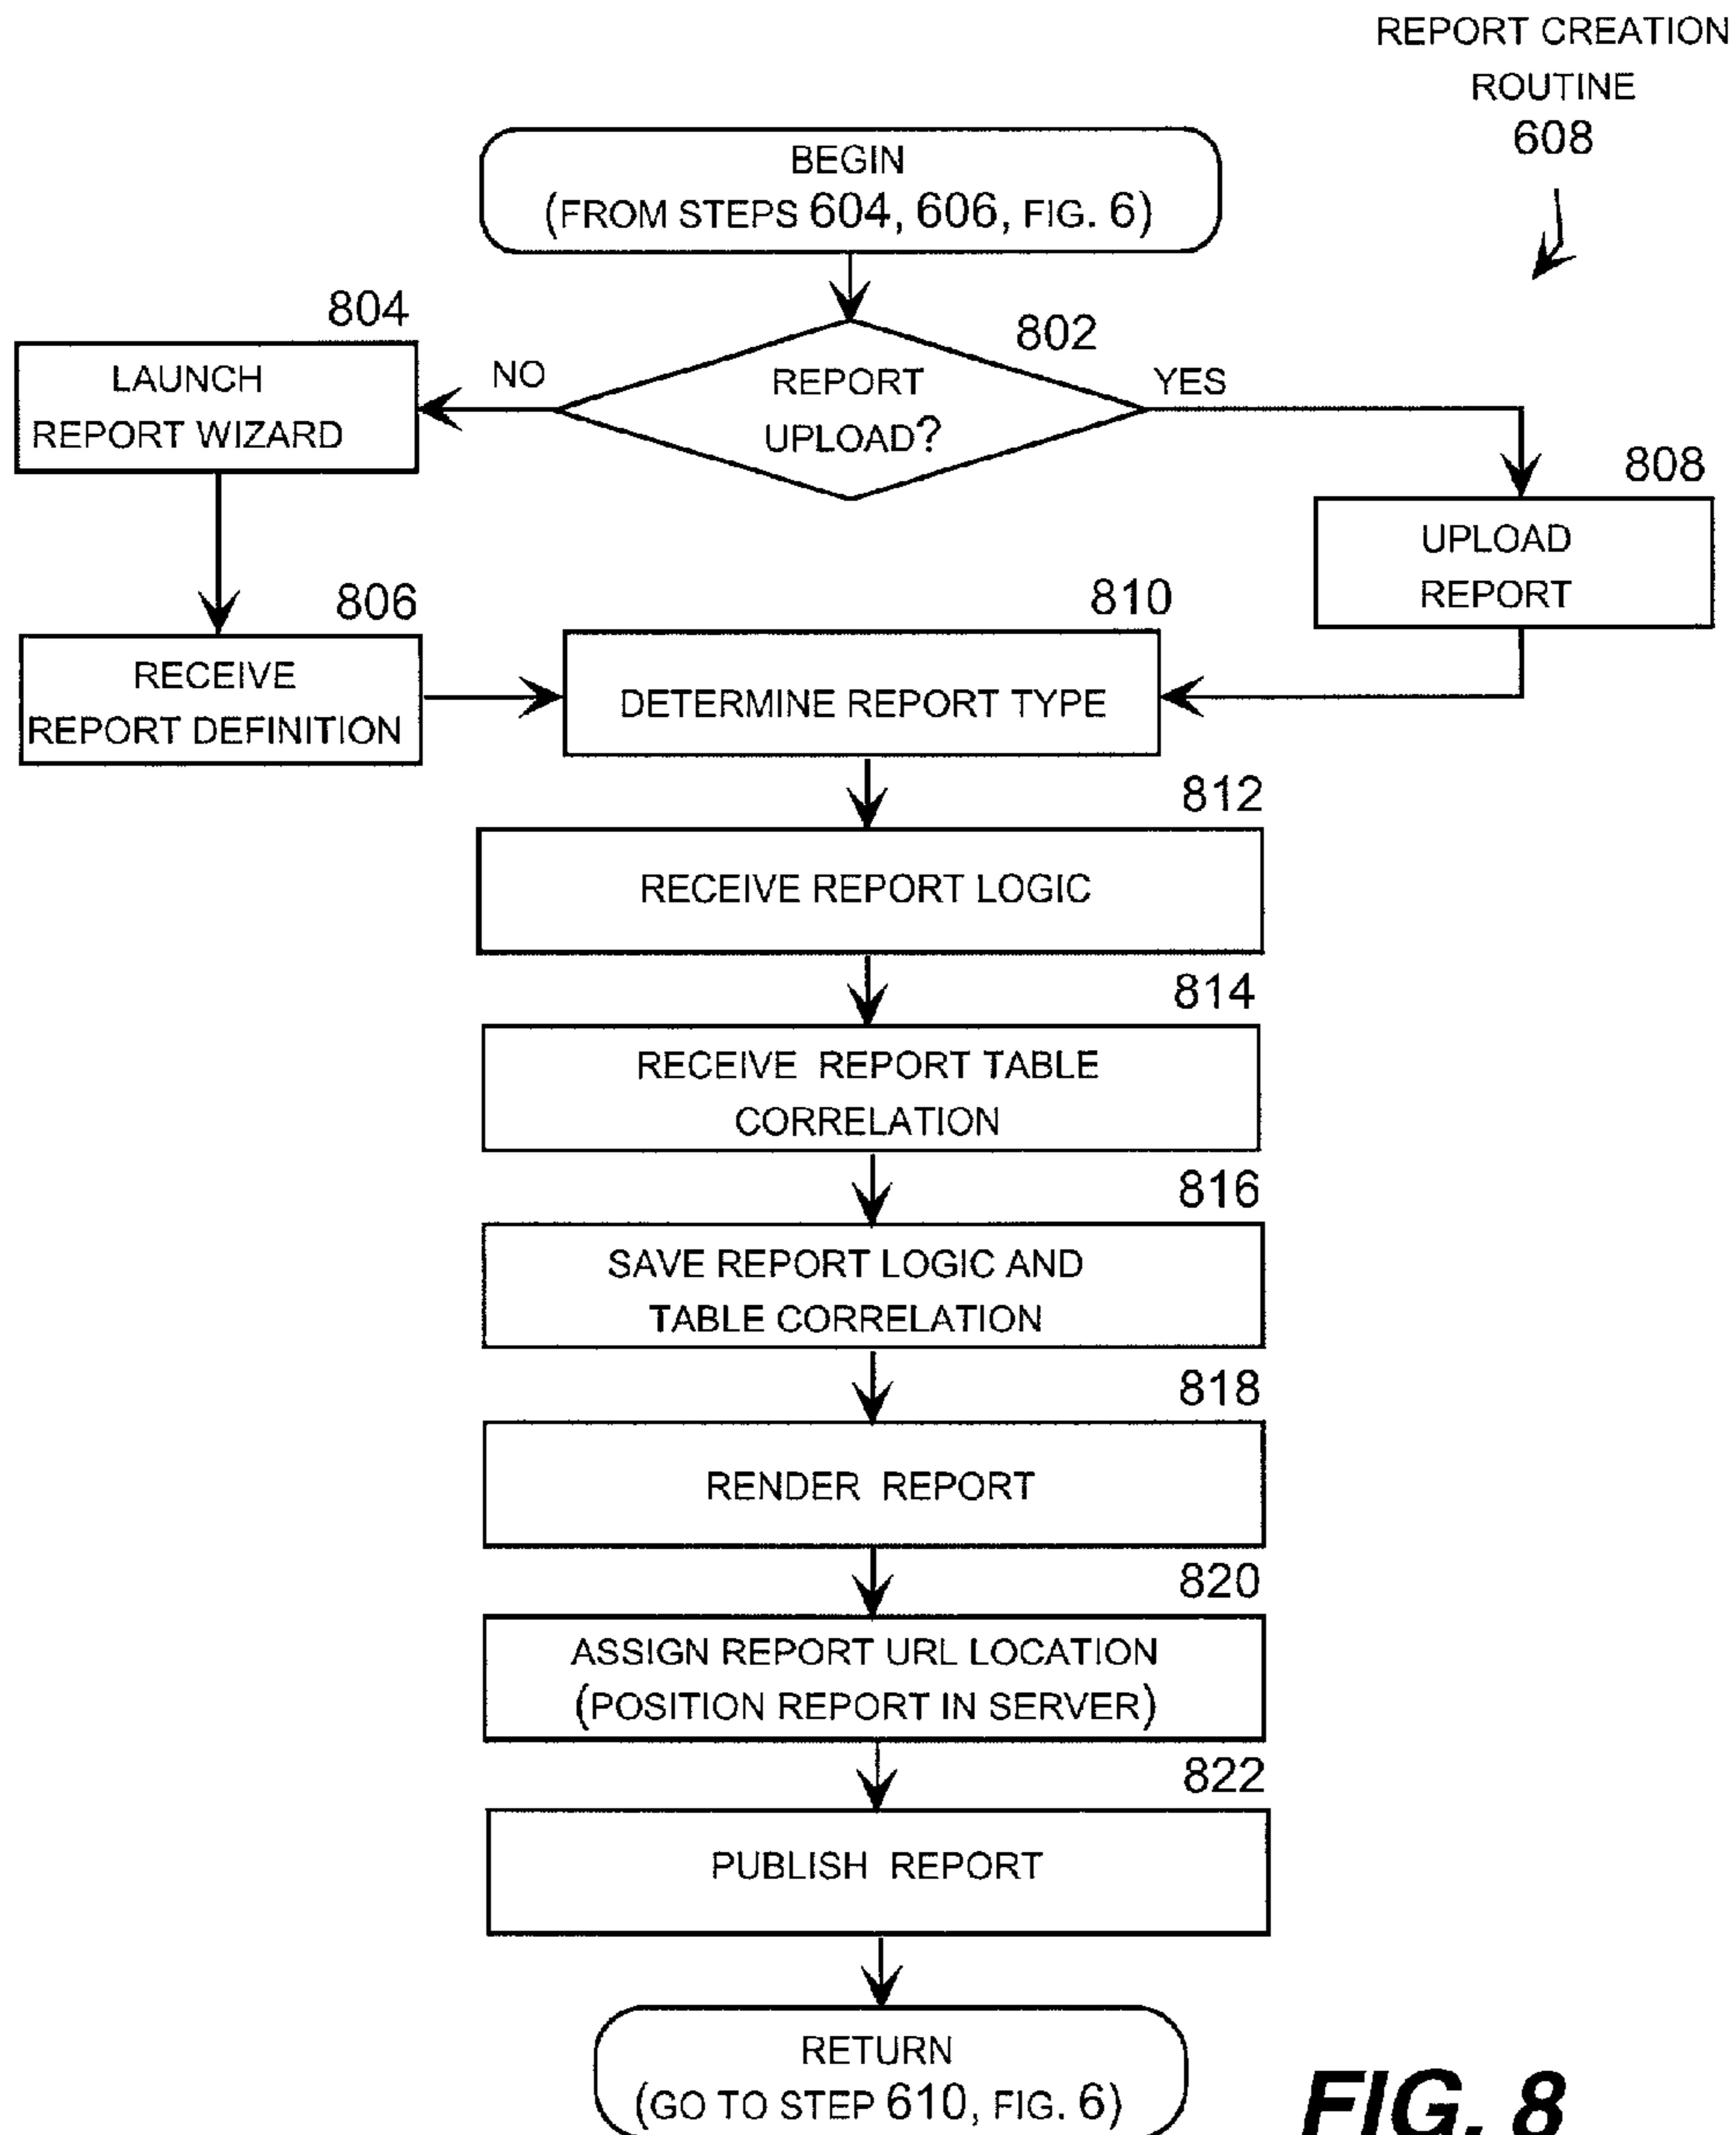 REPORT CREATION
ROUTINE
608
BEGIN
(FROM STEPS 604, 606, FIG. 6)
804
802
LAUNCH
REPORT WIZARD
NO
REPORT
UPLOAD?
YES
808
UPLOAD
REPORT
806
810
RECEIVE
REPORT DEFINITION
DETERMINE REPORT TYPE
812
RECEIVE REPORT LOGIC
814
RECEIVE REPORT TABLE
CORRELATION
816
SAVE REPORT LOGIC AND
TABLE CORRELATION
818
RENDER REPORT
820
ASSIGN REPORT URL LOCATION
(POSITION REPORT IN SERVER)
822
PUBLISH REPORT
RETURN
(GO TO STEP 610, FIG. 6)
FIG. 8